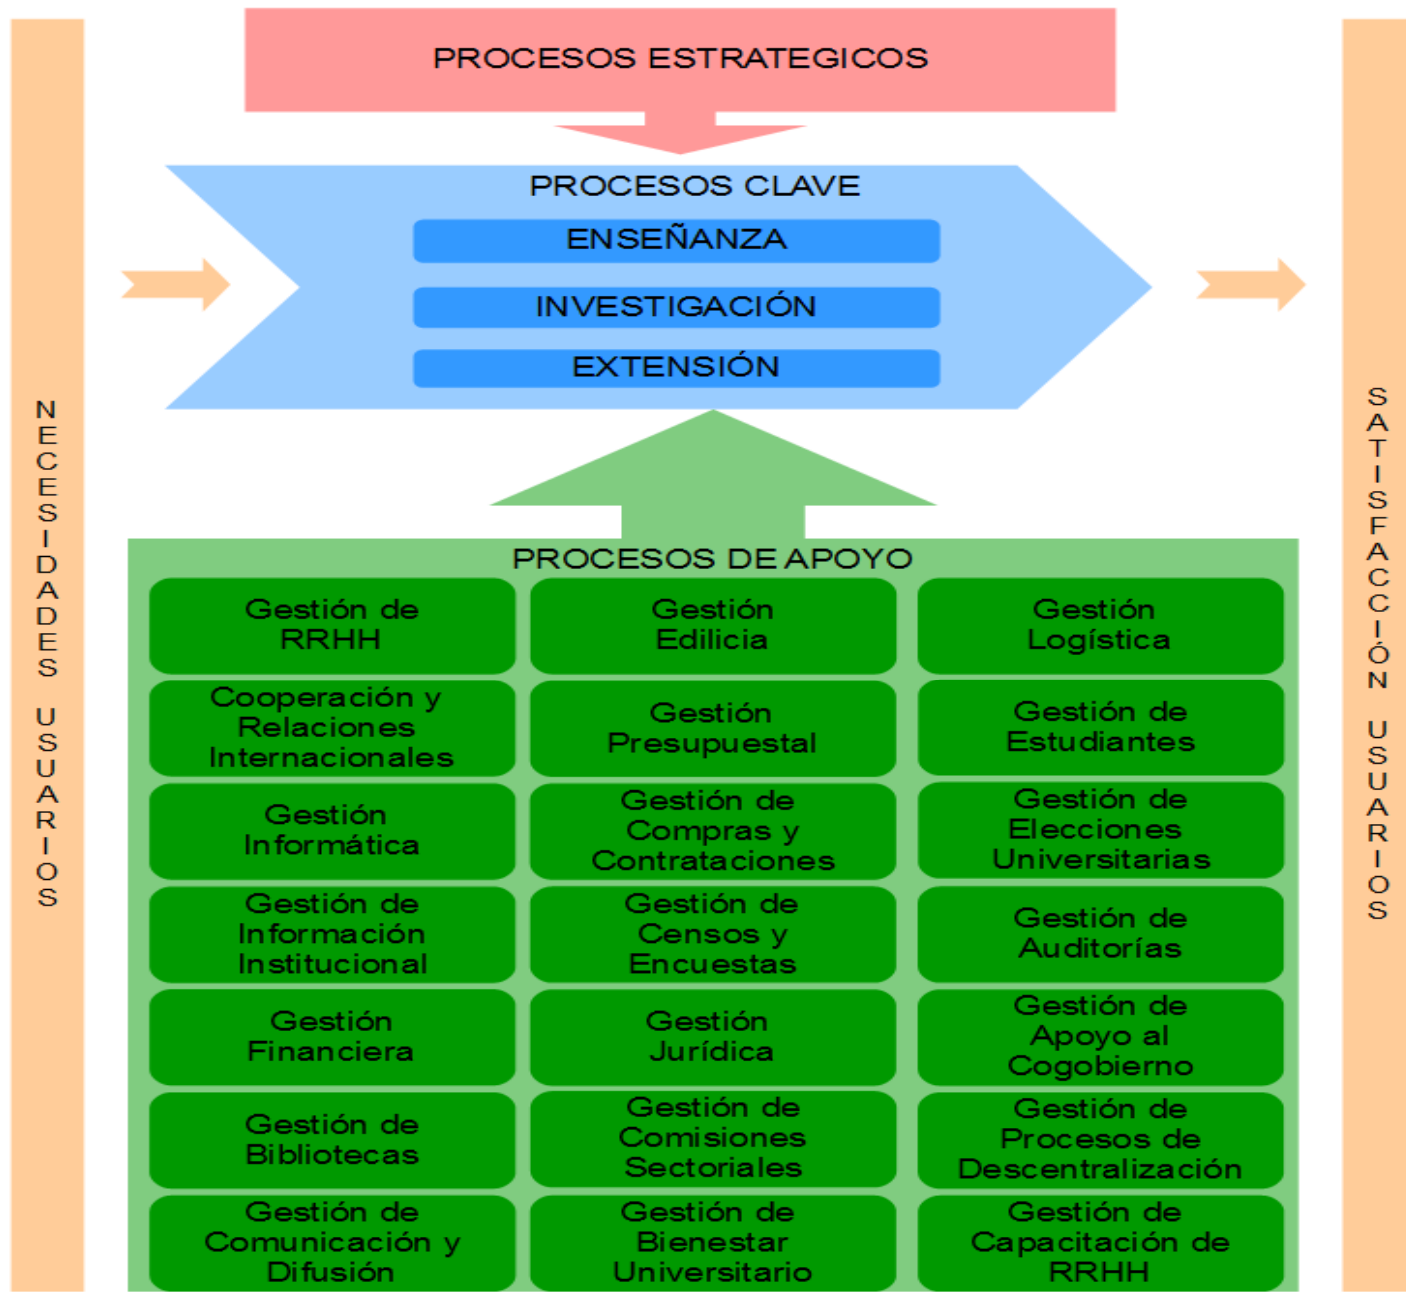 PROCESOS ESTRATEGICOS
PROCESOS CLAVE
ENSEÑANZA
INVESTIGACIÓN
EXTENSIÓN
NECESIDADES USUARIOS
SATISFACCIÓN USUARIOS
PROCESOS DE APOYO
Gestión de
RRHH
Gestión
Edilicia
Gestión
Logística
Cooperación y
Relaciones
Internacionales
Gestión
Presupuestal
Gestión de
Estudiantes
Gestión
Informática
Gestión de
Compras y
Contrataciones
Gestión de
Elecciones
Universitarias
Gestión de
Información
Institucional
Gestión de
Censos y
Encuestas
Gestión de
Auditorías
Gestión
Financiera
Gestión
Jurídica
Gestión de
Apoyo al
Cogobierno
Gestión de
Bibliotecas
Gestión de
Comisiones
Sectoriales
Gestión de
Procesos de
Descentralización
Gestión de
Comunicación y
Difusión
Gestión de
Bienestar
Universitario
Gestión de
Capacitación de
RRHH